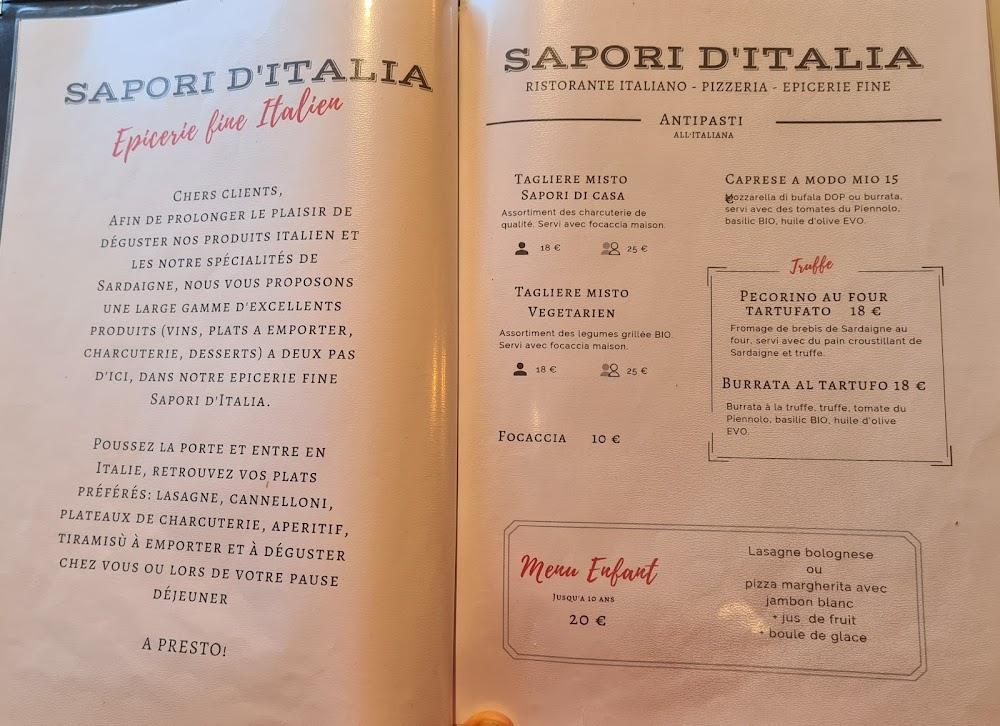 SAPORI D'ITALIA
Epicerie fine Italien
CHERS CLIENTS,
AFIN DE PROLONGER LE PLAISIR DE
DÉGUSTER NOS PRODUITS ITALIEN ET
LES NOTRE SPÉCIALITÉS DE
SARDAIGNE, NOUS VOUS PROPOSONS
UNE LARGE GAMME D'EXCELLENTS
PRODUITS (VINS, PLATS A EMPORTER,
CHARCUTERIE, DESSERTS) A DEUX PAS
D'ICI, DANS NOTRE EPICERIE FINE
SAPORI D'ITALIA.
POUSSEZ LA PORTE ET ENTRE EN
ITALIE, RETROUVEZ VOS PLATS
PRÉFÉRÉS: LASAGNE, CANNELLONI,
PLATEAUX DE CHARCUTERIE, APERITIF,
TIRAMISÙ À EMPORTER ET À DÉGUSTER
CHEZ VOUS OU LORS DE VOTRE PAUSE
DÉJEUNER
A PRESTO!
SAPORI D'ITALIA
RISTORANTE ITALIANO - PIZZERIA - EPICERIE FINE
ANTIPASTI
ALL'ITALIANA
TAGLIERE MISTO
SAPORI DI CASA
Assortiment des charcuterie de
qualité. Servi avec focaccia maison.
18 € 25 €
TAGLIERE MISTO
VEGETARIEN
Assortiment des legumes grillée BIO.
Servi avec focaccia maison.
18 € 25 €
FOCACCIA 10 €
CAPRESE A MODO MIO 15
€
Mozzarella di bufala DOP ou burrata,
servi avec des tomates du Piennolo,
basilic BIO, huile d'olive EVO.
Truffe
PECORINO AU FOUR
TARTUFATO 18 €
Fromage de brebis de Sardaigne au
four, servi avec du pain croustillant de
Sardaigne et truffe.
BURRATA AL TARTUFO 18 €
Burrata à la truffe, truffe, tomate du
Piennolo, basilic BIO, huile d'olive
EVO.
Menu Enfant
JUSQU'A 10 ANS
20 €
Lasagne bolognese
ou
pizza margherita avec
jambon blanc
+ jus de fruit
+ boule de glace